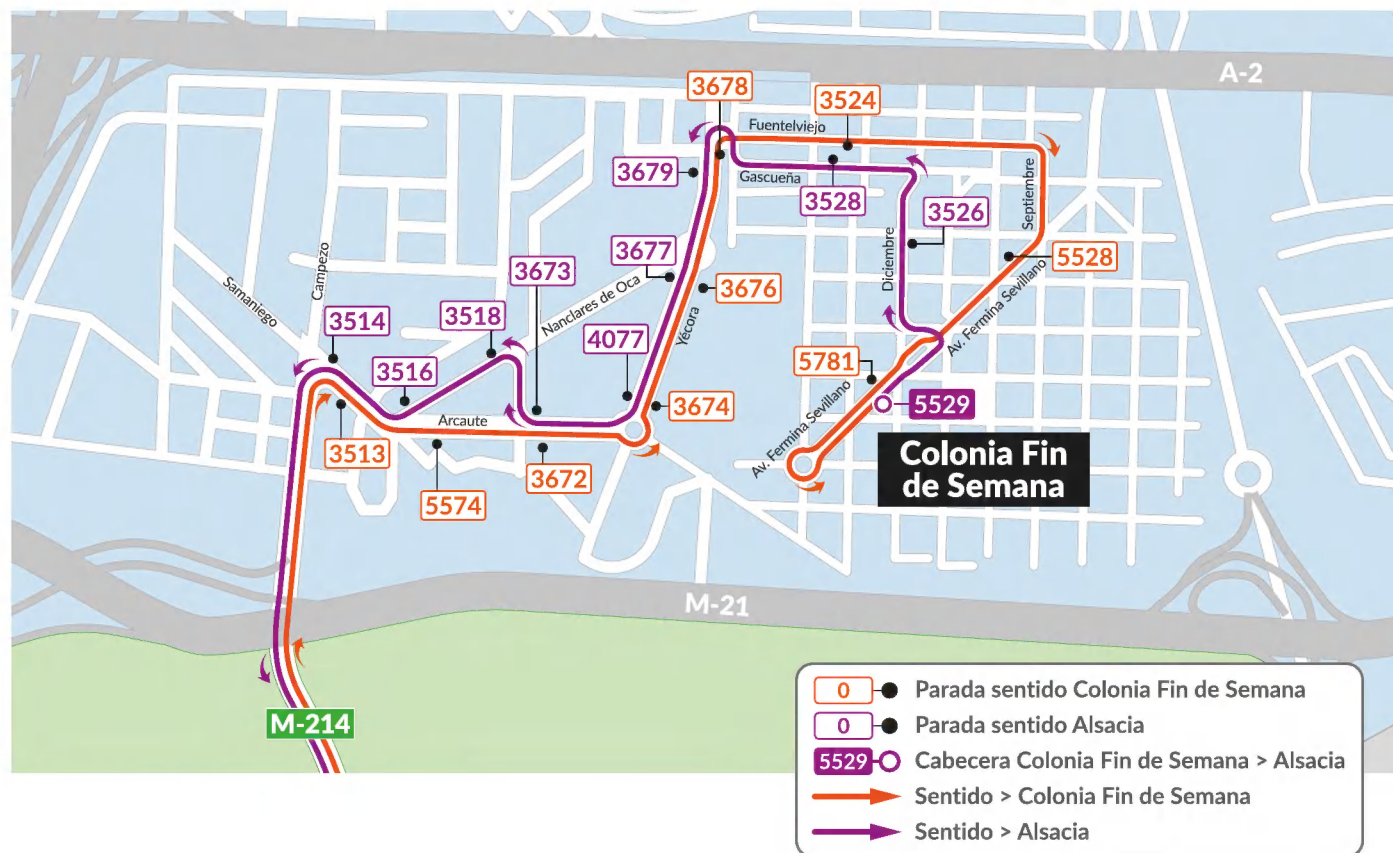 A-2
3678
3524
Fuentelviejo
3679
Gascueña
3528
3526
Septiembre
Diciembre
5528
Av. Fermina Sevillano
3677
3673
Nanclares de Oca
3676
Yécora
Campezo
Samaniego
3514
3518
4077
3516
5781
Arcaute
3674
5529
Av. Fermina Sevillano
3513
3672
5574
Colonia Fin
de Semana
M-21
M-214
0 Parada sentido Colonia Fin de Semana
0 Parada sentido Alsacia
5529 Cabecera Colonia Fin de Semana > Alsacia
Sentido > Colonia Fin de Semana
Sentido > Alsacia